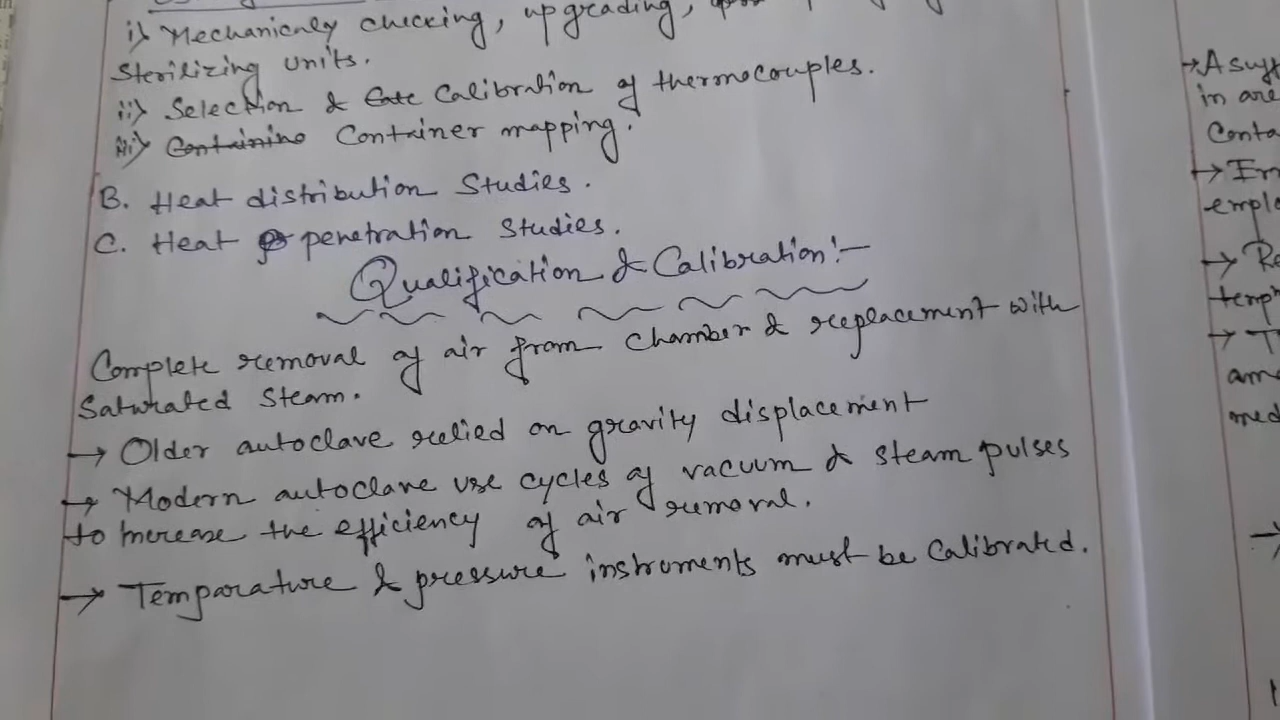 i) Mechanicaly checking, upgrading,
Sterilizing units.
ii) Selection & Calibration of thermocouples.
iii) Container mapping.
B. Heat distribution Studies.
C. Heat penetration Studies.
Qualification & Calibration:-
Complete removal of air from chamber & replacement with
Saturated Steam.
→ Older autoclave relied on gravity displacement
→ Modern autoclave use cycles of vacuum & steam pulses
to increase the efficiency of air removal.
→ Temparature & pressure instruments must be Calibrated.
→ A
in are
→
→
→
→